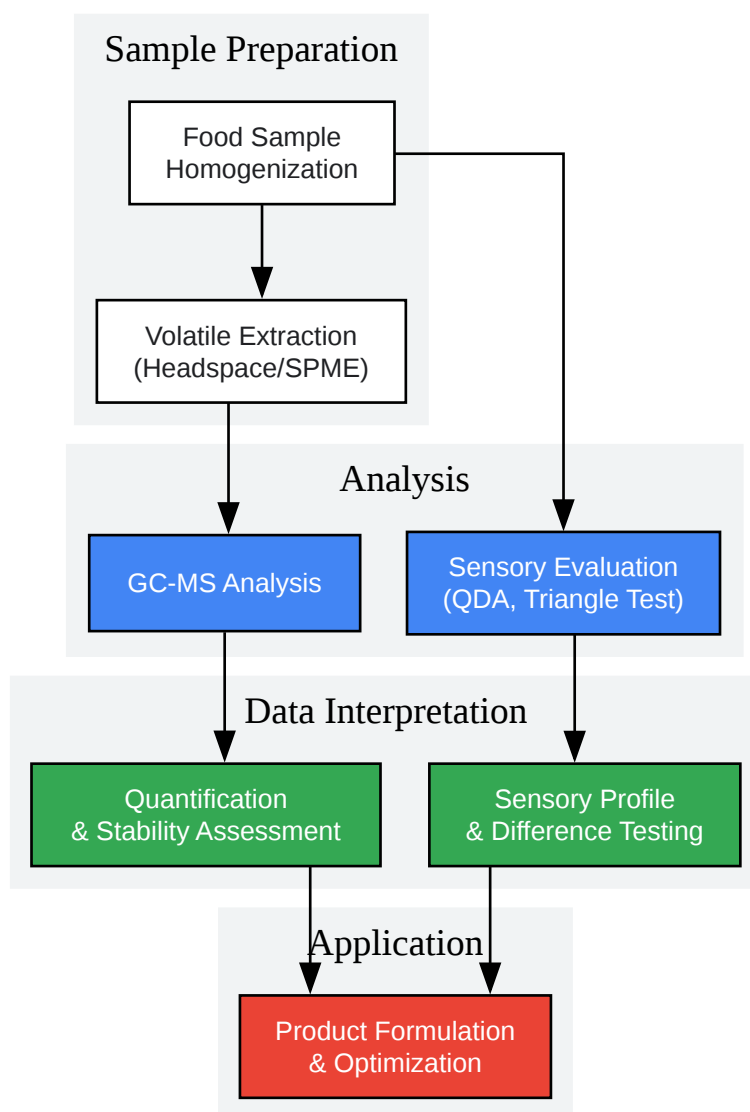 Sample Preparation
Food Sample
Homogenization
Volatile Extraction
(Headspace/SPME)
Analysis
GC-MS Analysis
Sensory Evaluation
(QDA, Triangle Test)
Data Interpretation
Quantification
& Stability Assessment
Sensory Profile
& Difference Testing
Application
Product Formulation
& Optimization